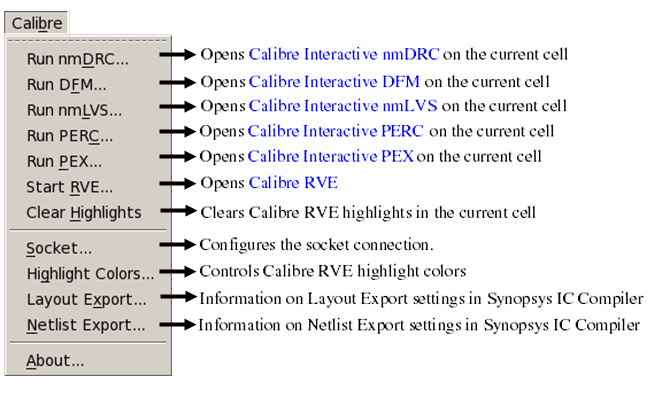 Calibre
Run nmDRC... Opens Calibre Interactive nmDRC on the current cell
Run DFM... Opens Calibre Interactive DFM on the current cell
Run nmLVS... Opens Calibre Interactive nmLVS on the current cell
Run PERC... Opens Calibre Interactive PERC on the current cell
Run PEX... Opens Calibre Interactive PEX on the current cell
Start RVE... Opens Calibre RVE
Clear Highlights Clears Calibre RVE highlights in the current cell
Socket... Configures the socket connection.
Highlight Colors... Controls Calibre RVE highlight colors
Layout Export... Information on Layout Export settings in Synopsys IC Compiler
Netlist Export... Information on Netlist Export settings in Synopsys IC Compiler
About...